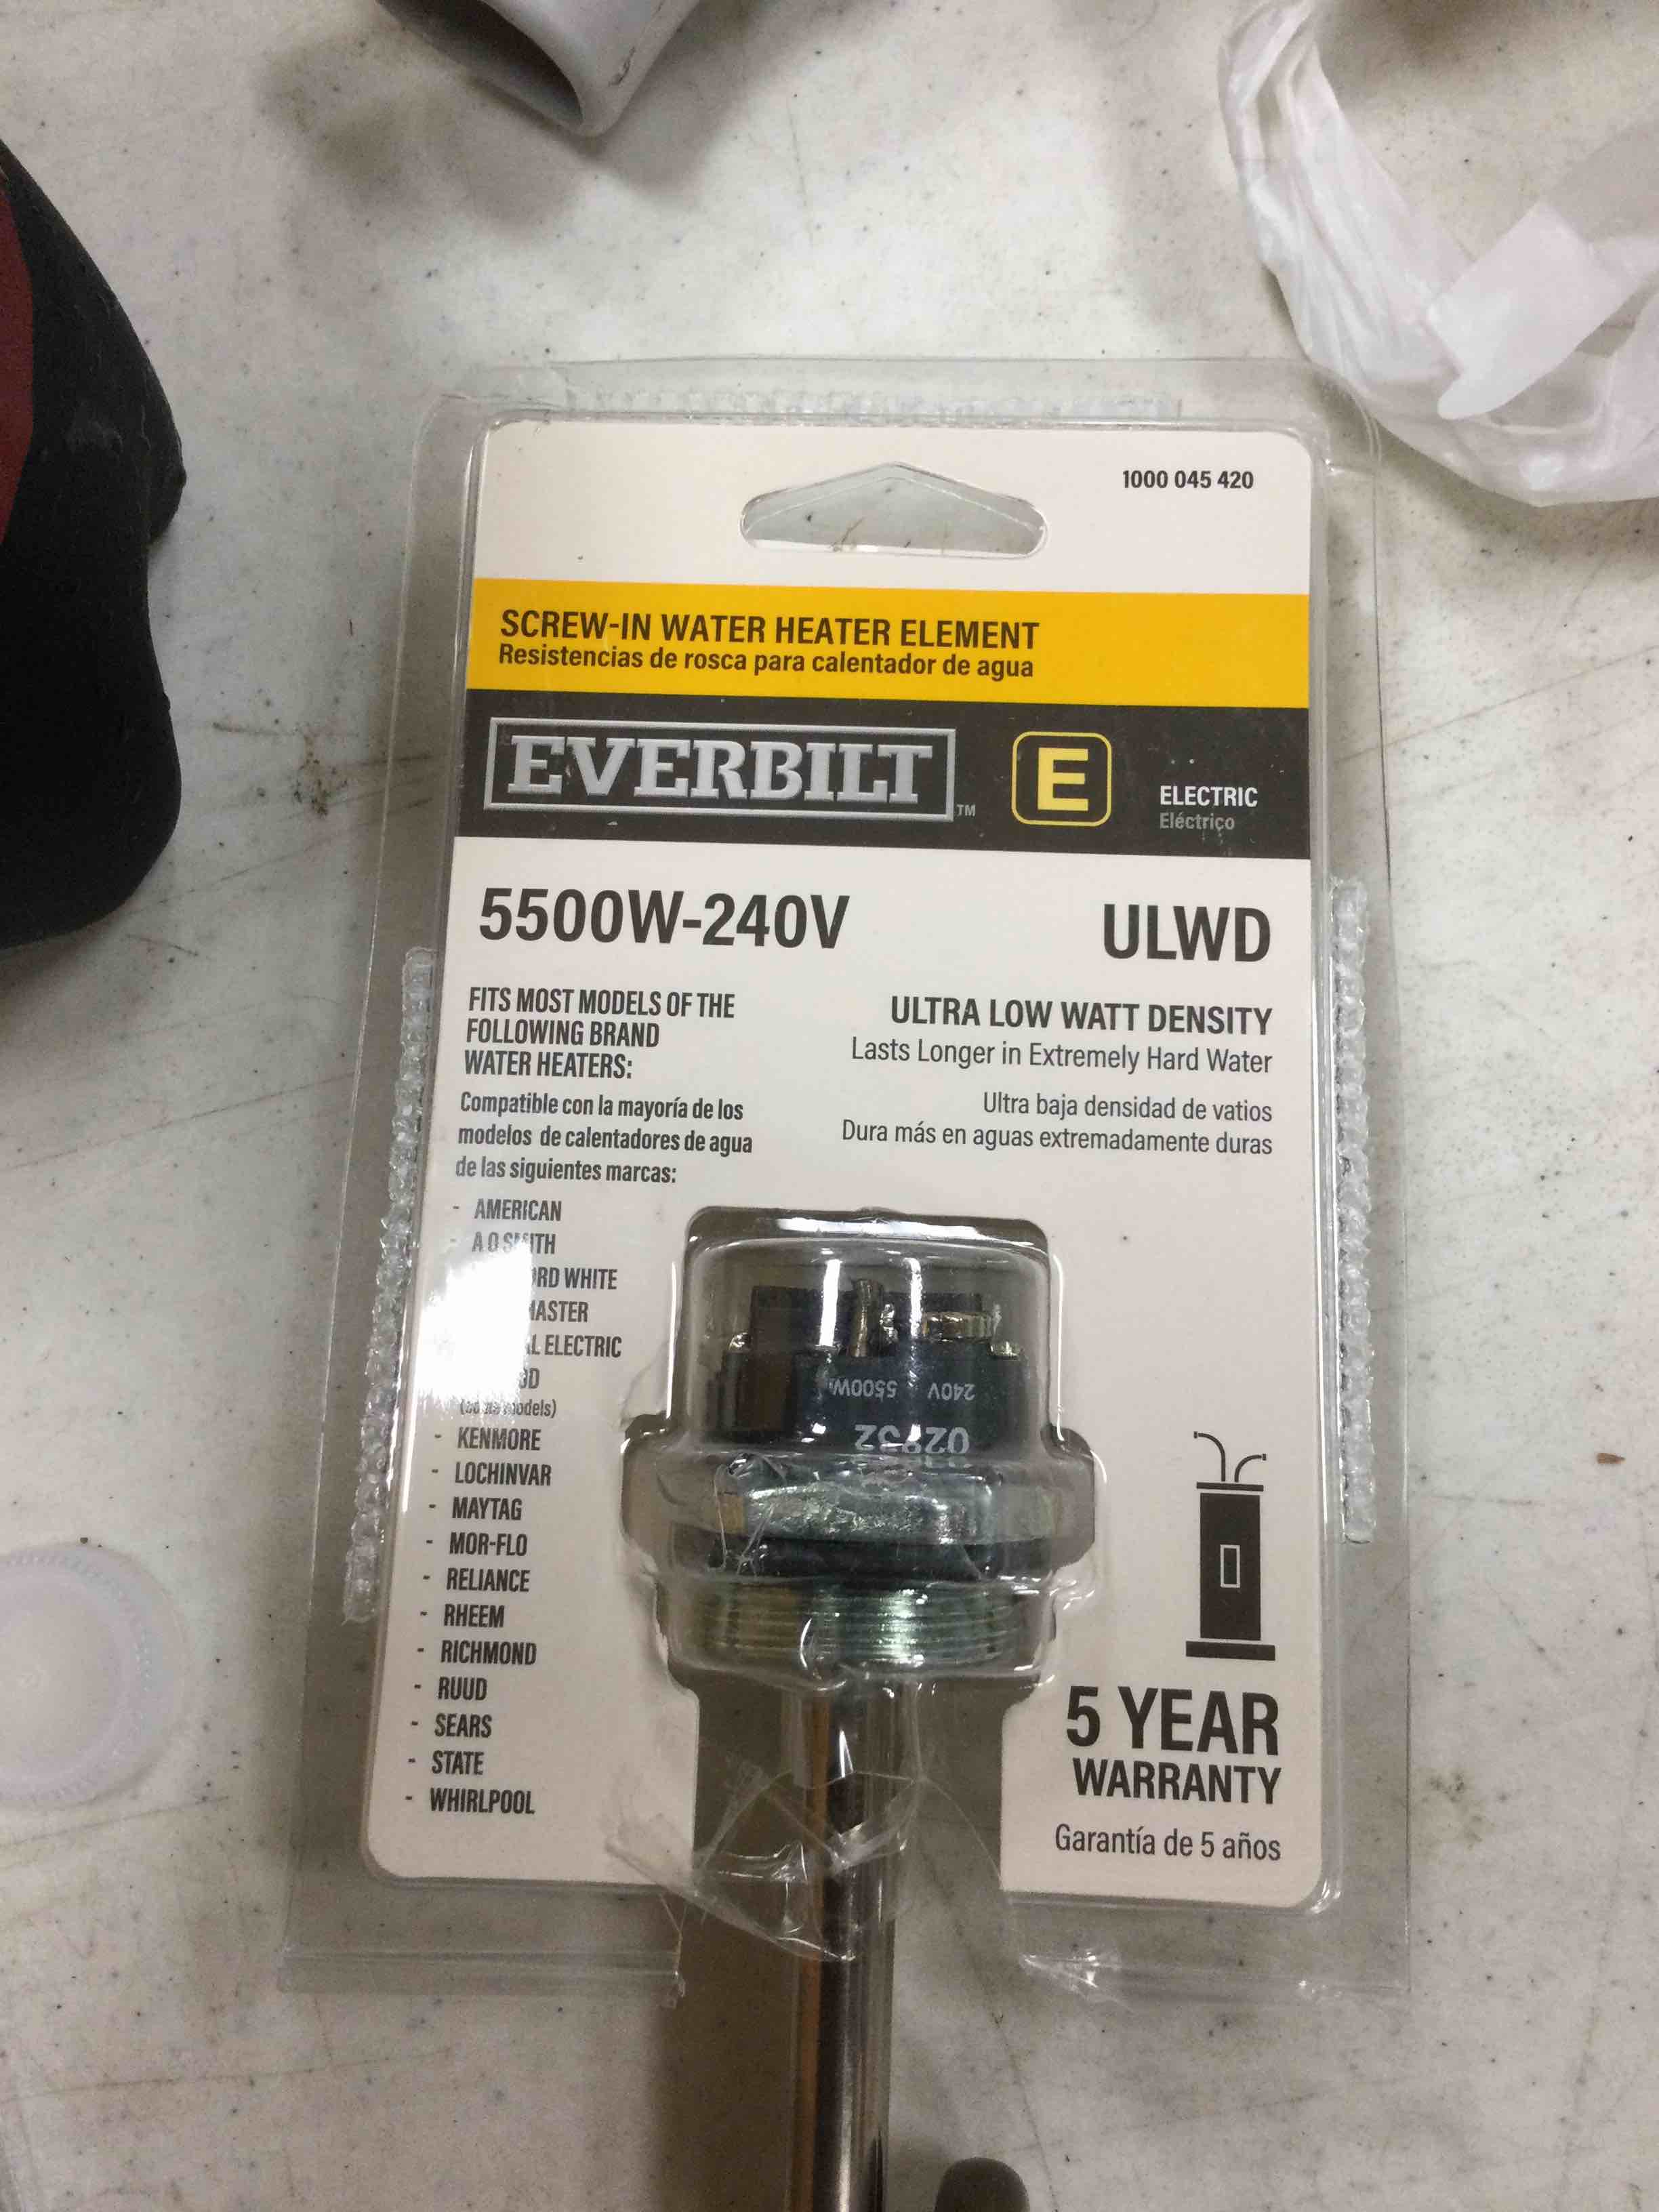 1000 045 420
SCREW-IN WATER HEATER ELEMENT
Resistencias de rosca para calentador de agua
EVERBILT TM
E
ELECTRIC
Eléctrico
5500W-240V
ULWD
FITS MOST MODELS OF THE
FOLLOWING BRAND
WATER HEATERS:
Compatible con la mayoría de los
modelos de calentadores de agua
de las siguientes marcas:
- AMERICAN
- A O SMITH
WHITE
ELECTRIC
- KENMORE
- LOCHINVAR
- MAYTAG
- MOR-FLO
- RELIANCE
- RHEEM
- RICHMOND
- RUUD
- SEARS
- STATE
- WHIRLPOOL
ULTRA LOW WATT DENSITY
Lasts Longer in Extremely Hard Water
Ultra baja densidad de vatios
Dura más en aguas extremadamente duras
240V 5500W
5 YEAR
WARRANTY
Garantía de 5 años